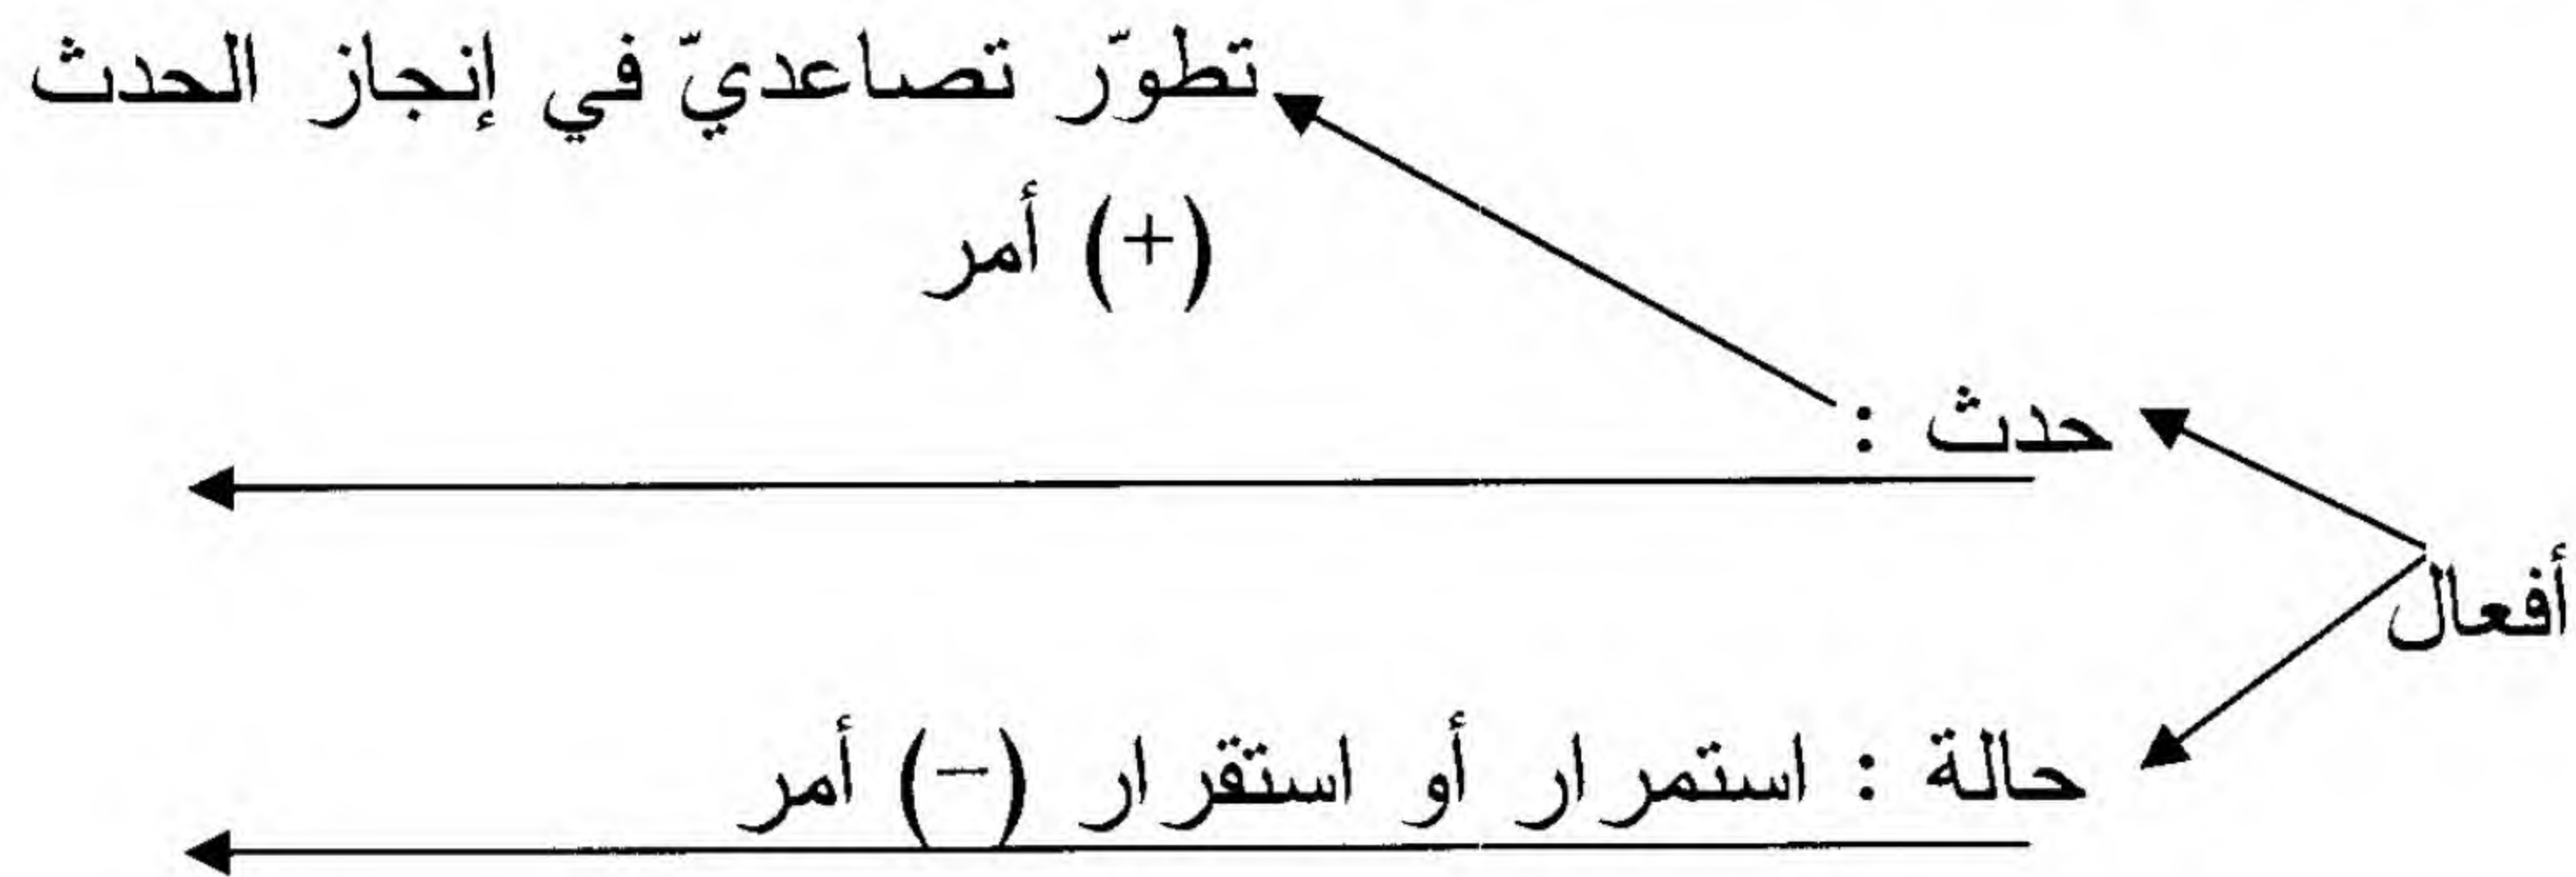 تطوّر تصاعديّ في إنجاز الحدث
(+) أمر
حدث :
أفعال
حالة : استمرار أو استقرار (–) أمر